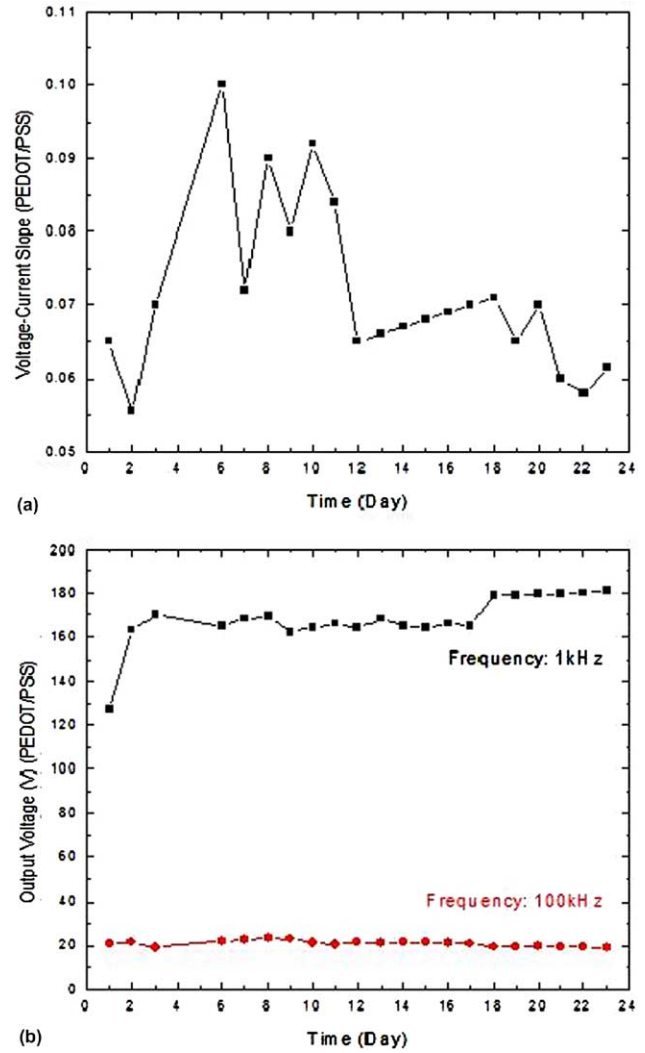 0.11
0.10
0.09
0.08
0.07
0.06
0.05
Voltage-Current Slope (PEDOT/PSS)
0 2 4 6 8 10 12 14 16 18 20 22 24
Time (Day)
(a)
200
180
160
140
120
100
80
60
40
20
0
Output Voltage (V) (PEDOT/PSS)
Frequency: 1kHz
Frequency: 100kHz
0 2 4 6 8 10 12 14 16 18 20 22 24
Time (Day)
(b)